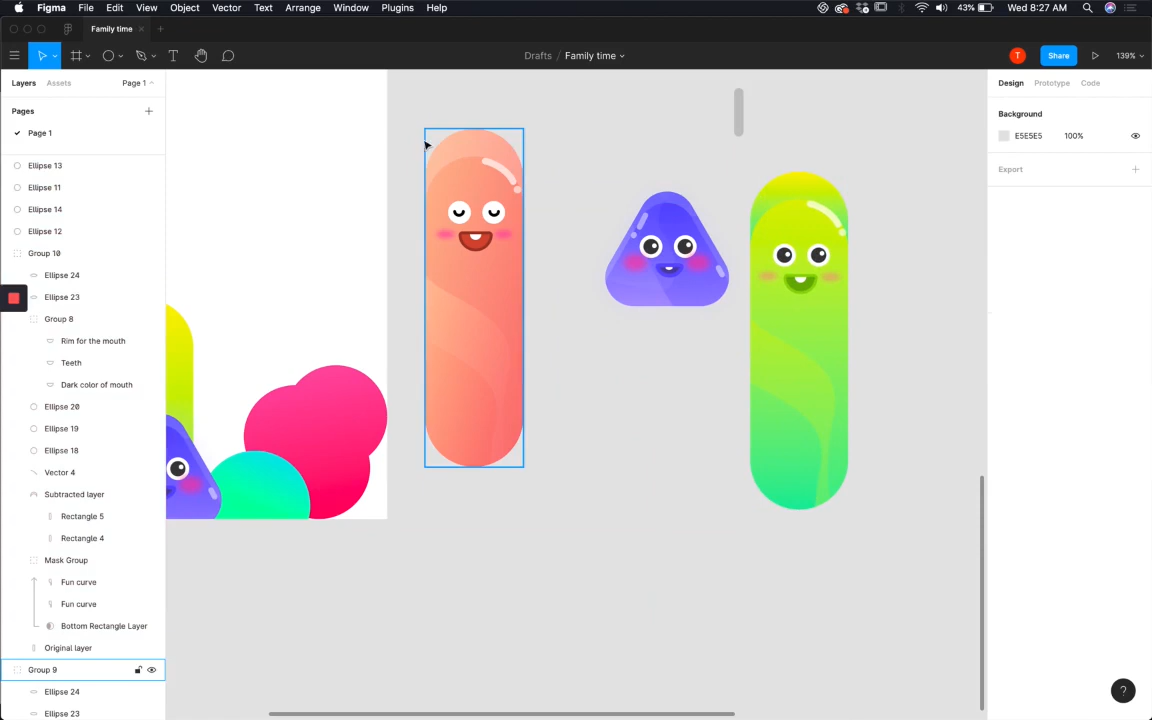 Figma File Edit View Object Vector Text Arrange Window Plugins Help
43% Wed 8:27 AM
Family time
Drafts / Family time
T
Share
139%
Layers Assets Page 1
Pages
Page 1
Ellipse 13
Ellipse 11
Ellipse 14
Ellipse 12
Group 10
Ellipse 24
Ellipse 23
Group 8
Rim for the mouth
Teeth
Dark color of mouth
Ellipse 20
Ellipse 19
Ellipse 18
Vector 4
Subtracted layer
Rectangle 5
Rectangle 4
Mask Group
Fun curve
Fun curve
Bottom Rectangle Layer
Original layer
Group 9
Ellipse 24
Ellipse 23
Design Prototype Code
Background
E5E5E5 100%
Export
?